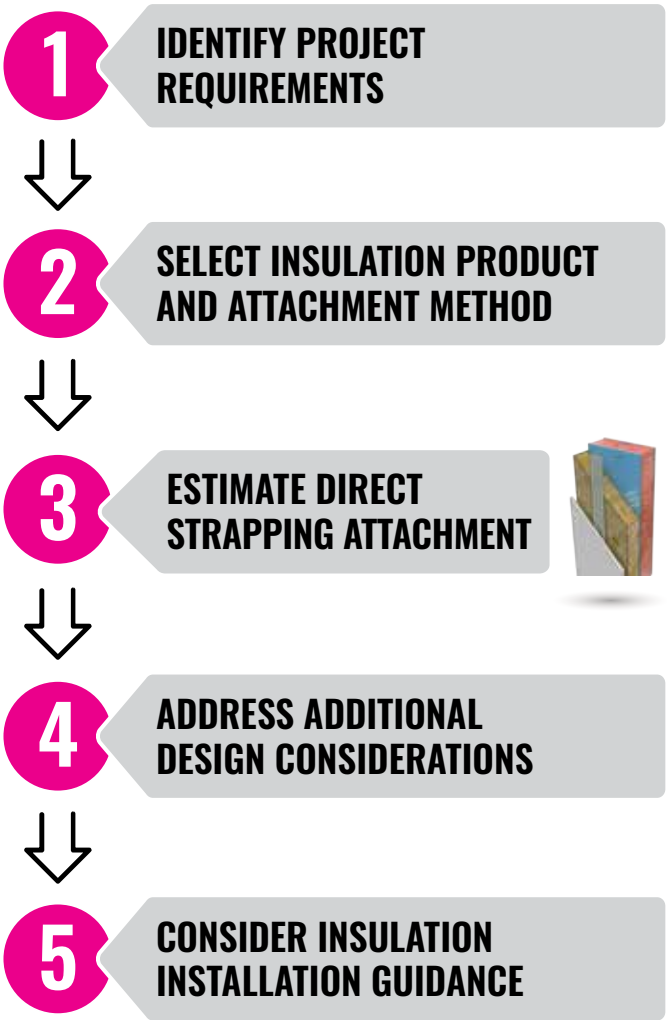 1
IDENTIFY PROJECT
REQUIREMENTS
2
SELECT INSULATION PRODUCT
AND ATTACHMENT METHOD
3
ESTIMATE DIRECT
STRAPPING ATTACHMENT
4
ADDRESS ADDITIONAL
DESIGN CONSIDERATIONS
5
CONSIDER INSULATION
INSTALLATION GUIDANCE